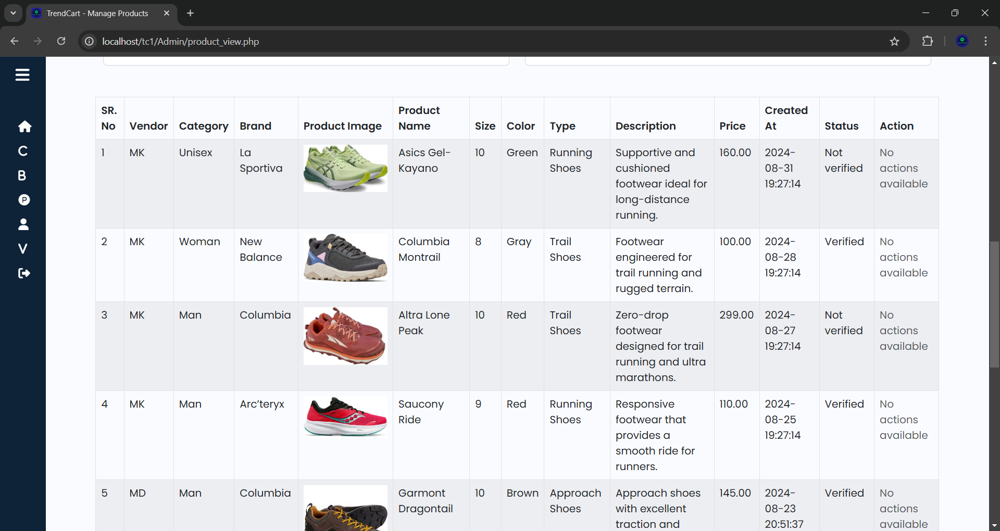 TrendCart - Manage Products
localhost/tc1/Admin/product_view.php
SR. No Vendor Category Brand Product Image Product Name Size Color Type Description Price Created At Status Action
1 MK Unisex La Sportiva Asics Gel-Kayano 10 Green Running Shoes Supportive and cushioned footwear ideal for long-distance running. 160.00 2024-08-31 19:27:14 Not verified No actions available
2 MK Woman New Balance Columbia Montrail 8 Gray Trail Shoes Footwear engineered for trail running and rugged terrain. 100.00 2024-08-28 19:27:14 Verified No actions available
3 MK Man Columbia Altra Lone Peak 10 Red Trail Shoes Zero-drop footwear designed for trail running and ultra marathons. 299.00 2024-08-27 19:27:14 Not verified No actions available
4 MK Man Arc’teryx Saucony Ride 9 Red Running Shoes Responsive footwear that provides a smooth ride for runners. 110.00 2024-08-25 19:27:14 Verified No actions available
5 MD Man Columbia Garmont Dragontail 10 Brown Approach Shoes Approach shoes with excellent traction and 145.00 2024-08-23 20:51:37 Verified No actions available
C
B
P
V